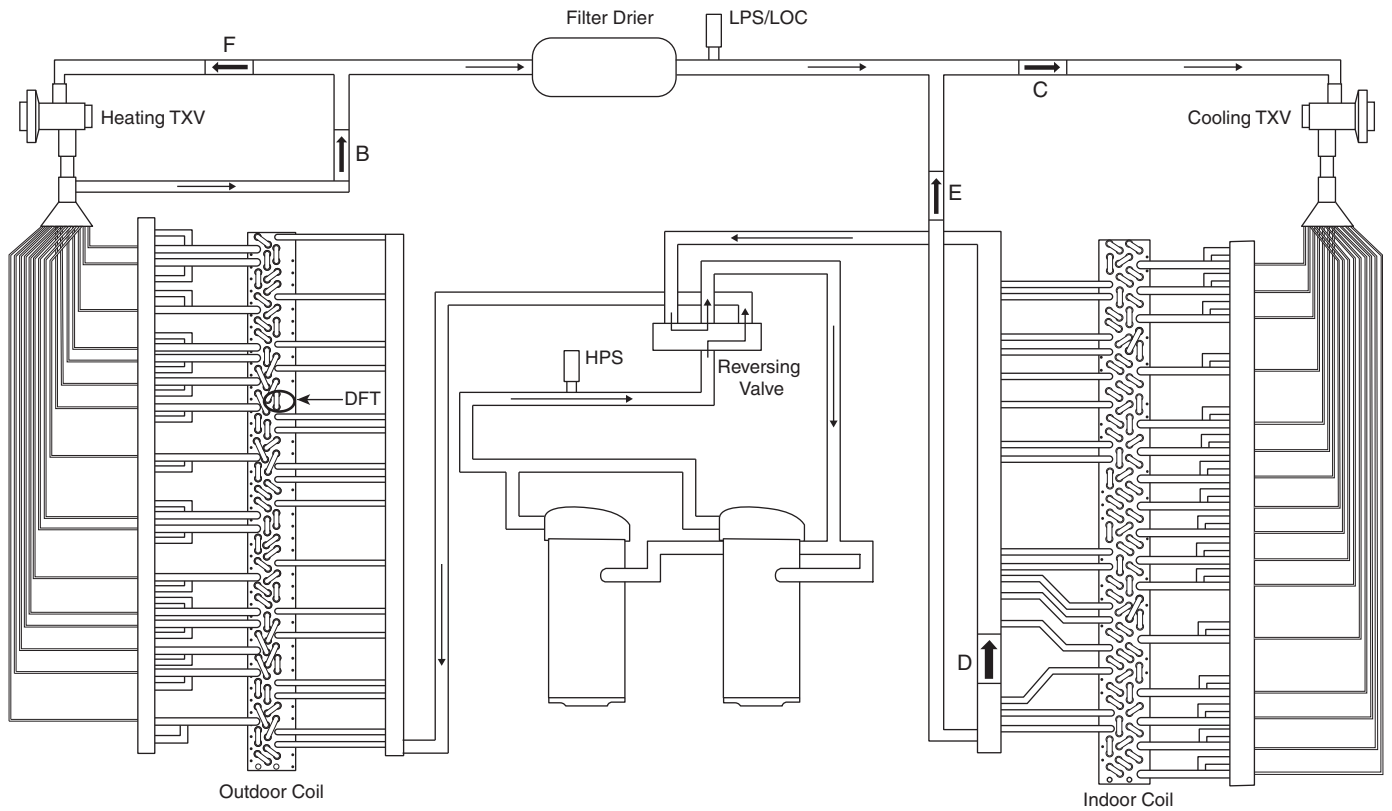 Filter Drier
LPS/LOC
F
C
Heating TXV
Cooling TXV
B
E
HPS
Reversing
Valve
DFT
D
Outdoor Coil
Indoor Coil